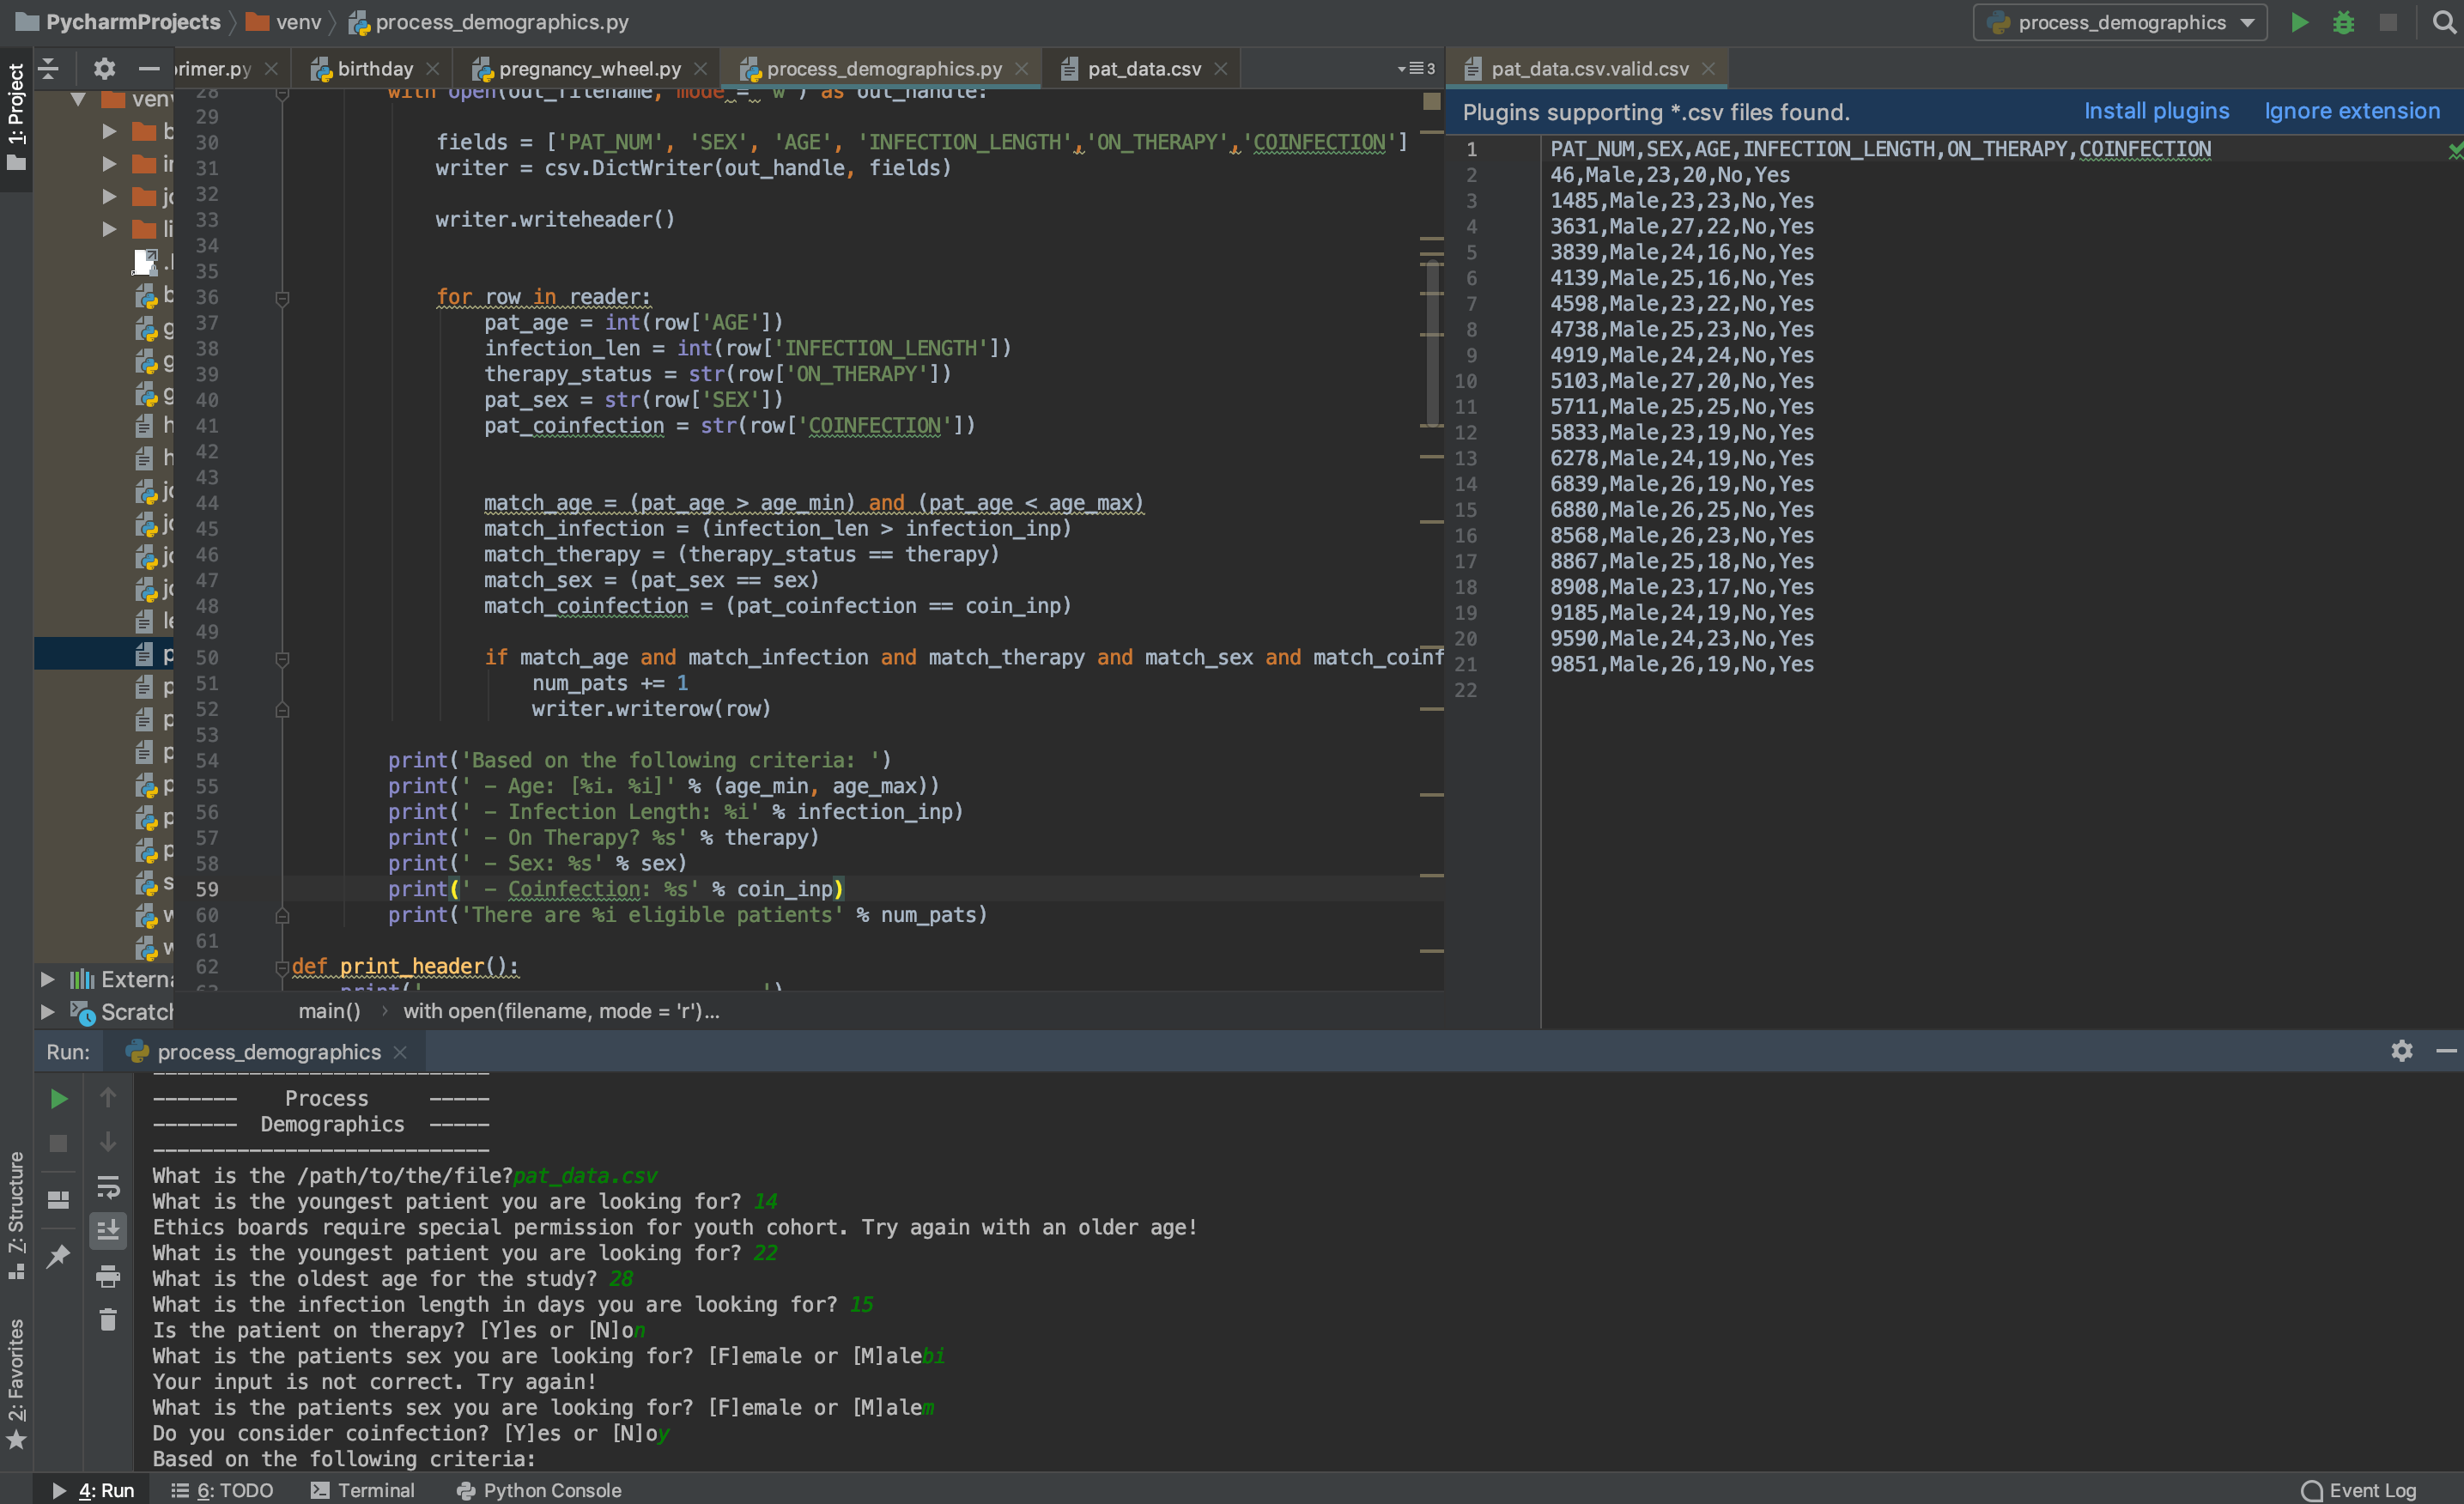 PycharmProjects venv process_demographics.py process_demographics
1: Project
rimer.py birthday pregnancy_wheel.py process_demographics.py pat_data.csv 3 pat_data.csv.valid.csv
venv
Plugins supporting *.csv files found. Install plugins Ignore extension
28 with open(out_filename, mode = 'w') as out_handle:
29
30 fields = ['PAT_NUM', 'SEX', 'AGE', 'INFECTION_LENGTH','ON_THERAPY','COINFECTION']
31 writer = csv.DictWriter(out_handle, fields)
32
33 writer.writeheader()
34
35
36 for row in reader:
37 pat_age = int(row['AGE'])
38 infection_len = int(row['INFECTION_LENGTH'])
39 therapy_status = str(row['ON_THERAPY'])
40 pat_sex = str(row['SEX'])
41 pat_coinfection = str(row['COINFECTION'])
42
43
44 match_age = (pat_age > age_min) and (pat_age < age_max)
45 match_infection = (infection_len > infection_inp)
46 match_therapy = (therapy_status == therapy)
47 match_sex = (pat_sex == sex)
48 match_coinfection = (pat_coinfection == coin_inp)
49
50 if match_age and match_infection and match_therapy and match_sex and match_coinf
51 num_pats += 1
52 writer.writerow(row)
53
54 print('Based on the following criteria: ')
55 print(' - Age: [%i. %i]' % (age_min, age_max))
56 print(' - Infection Length: %i' % infection_inp)
57 print(' - On Therapy? %s' % therapy)
58 print(' - Sex: %s' % sex)
59 print(' - Coinfection: %s' % coin_inp)
60 print('There are %i eligible patients' % num_pats)
61
62 def print_header():
main() › with open(filename, mode = 'r')...
1 PAT_NUM,SEX,AGE,INFECTION_LENGTH,ON_THERAPY,COINFECTION
2 46,Male,23,20,No,Yes
3 1485,Male,23,23,No,Yes
4 3631,Male,27,22,No,Yes
5 3839,Male,24,16,No,Yes
6 4139,Male,25,16,No,Yes
7 4598,Male,23,22,No,Yes
8 4738,Male,25,23,No,Yes
9 4919,Male,24,24,No,Yes
10 5103,Male,27,20,No,Yes
11 5711,Male,25,25,No,Yes
12 5833,Male,23,19,No,Yes
13 6278,Male,24,19,No,Yes
14 6839,Male,26,19,No,Yes
15 6880,Male,26,25,No,Yes
16 8568,Male,26,23,No,Yes
17 8867,Male,25,18,No,Yes
18 8908,Male,23,17,No,Yes
19 9185,Male,24,19,No,Yes
20 9590,Male,24,23,No,Yes
21 9851,Male,26,19,No,Yes
22
Externa
Scratch
Run: process_demographics
----------------------------
------- Process -----
------- Demographics -----
----------------------------
What is the /path/to/the/file?pat_data.csv
What is the youngest patient you are looking for? 14
Ethics boards require special permission for youth cohort. Try again with an older age!
What is the youngest patient you are looking for? 22
What is the oldest age for the study? 28
What is the infection length in days you are looking for? 15
Is the patient on therapy? [Y]es or [N]on
What is the patients sex you are looking for? [F]emale or [M]alebi
Your input is not correct. Try again!
What is the patients sex you are looking for? [F]emale or [M]alem
Do you consider coinfection? [Y]es or [N]oy
Based on the following criteria:
7: Structure
2: Favorites
4: Run 6: TODO Terminal Python Console Event Log